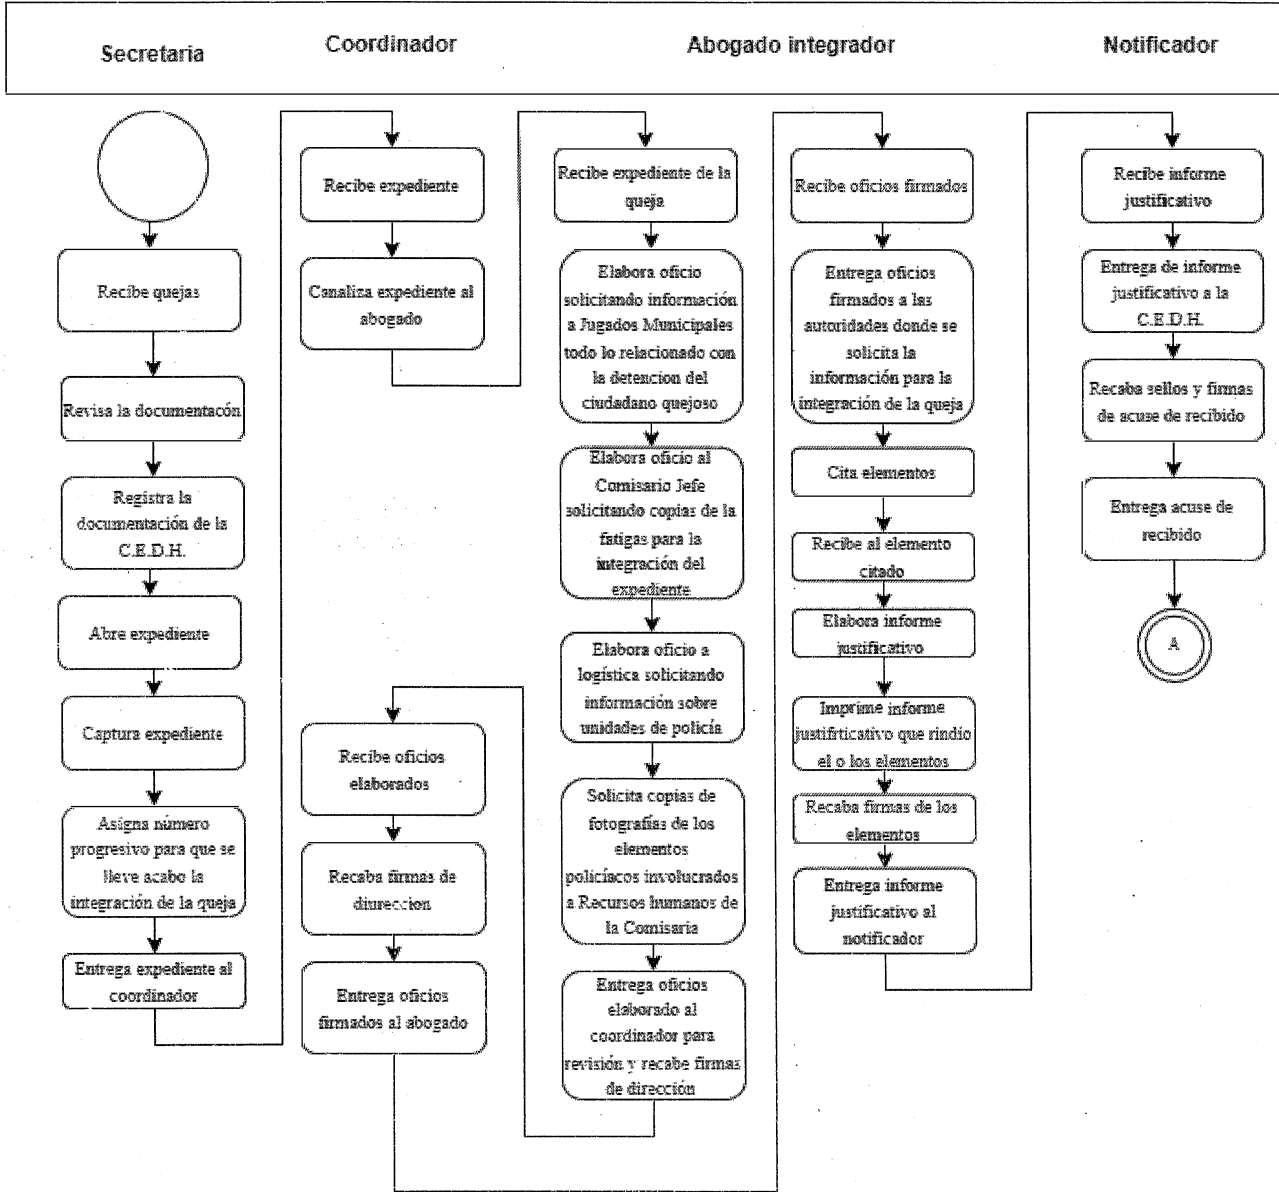 Secretaria
Coordinador
Abogado integrador
Notificador
Recibe quejas
Revisa la documentacón
Registra la
documentación de la
C.E.D.H.
Abre expediente
Captura expediente
Asigna número
progresivo para que se
lleve acabo la
integración de la queja
Entrega expediente al
coordinador
Recibe expediente
Canaliza expediente al
abogado
Recibe expediente de la
queja
Elabora oficio
solicitando información
a Jugados Municipales
todo lo relacionado con
la detencion del
ciudadano quejoso
Elabora oficio al
Comisario Jefe
solicitando copias de la
fatigas para la
integración del
expediente
Elabora oficio a
logística solicitando
información sobre
unidades de policía
Solicita copias de
fotografías de los
elementos
policíacos involucrados
a Recursos humanos de
la Comisaría
Entrega oficios
elaborado al
coordinador para
revisión y recabe firmas
de dirección
Recibe oficios
elaborados
Recaba firmas de
diureccion
Entrega oficios
firmados al abogado
Recibe oficios firmados
Entrega oficios
firmados a las
autoridades donde se
solicita la
información para la
integración de la queja
Cita elementos
Recibe al elemento
citado
Elabora informe
justificativo
Imprime informe
justifrticativo que rindio
el o los elementos
Recaba firmas de los
elementos
Entrega informe
justificativo al
notificador
Recibe informe
justificativo
Entrega de informe
justificativo a la
C.E.D.H.
Recaba sellos y firmas
de acuse de recibido
Entrega acuse de
recibido
A